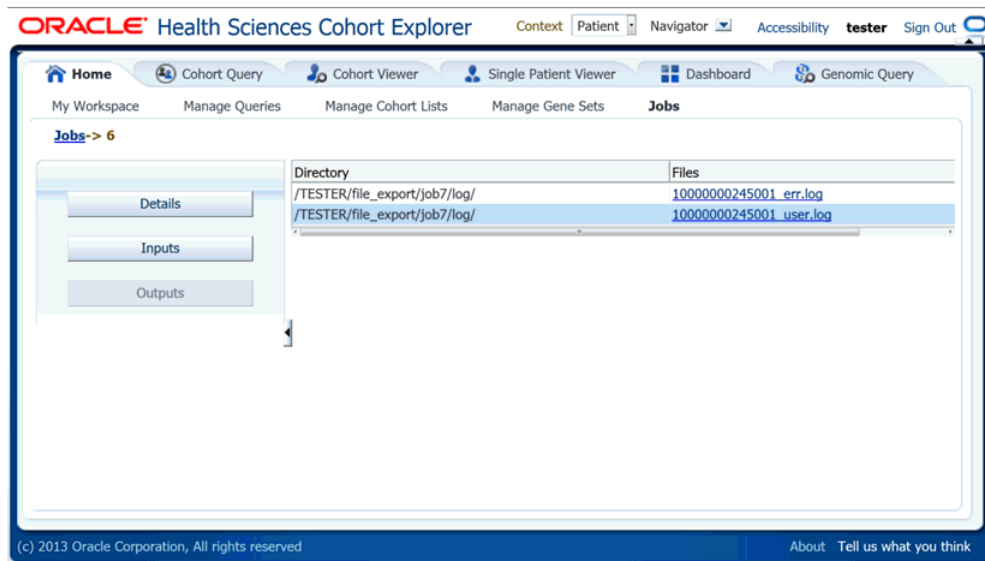 ORACLE® Health Sciences Cohort Explorer Context Patient Navigator Accessibility tester Sign Out
Home Cohort Query Cohort Viewer Single Patient Viewer Dashboard Genomic Query
My Workspace Manage Queries Manage Cohort Lists Manage Gene Sets Jobs
Jobs-> 6
Directory Files
/TESTER/file_export/job7/log/ 10000000245001_err.log
/TESTER/file_export/job7/log/ 10000000245001_user.log
Details
Inputs
Outputs
(c) 2013 Oracle Corporation, All rights reserved About Tell us what you think